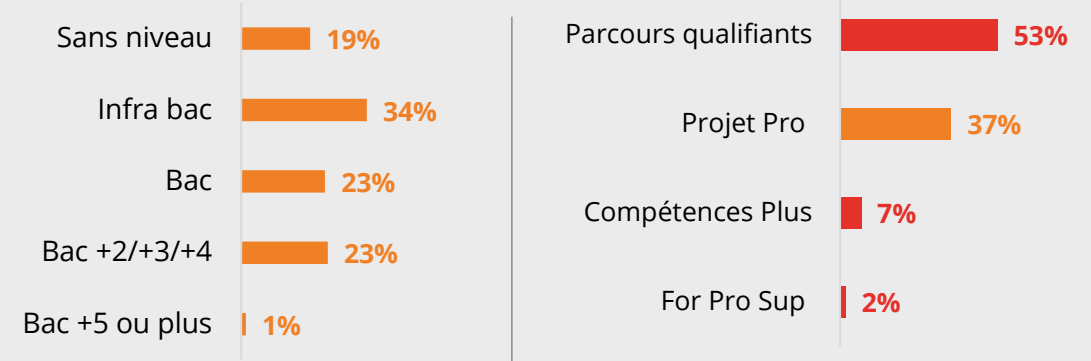 Sans niveau 19%
Infra bac 34%
Bac 23%
Bac +2/+3/+4 23%
Bac +5 ou plus 1%
Parcours qualifiants 53%
Projet Pro 37%
Compétences Plus 7%
For Pro Sup 2%